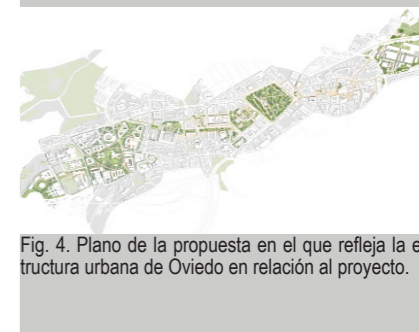 Fig. 4. Plano de la propuesta en el que refleja la e
tructura urbana de Oviedo en relación al proyecto.